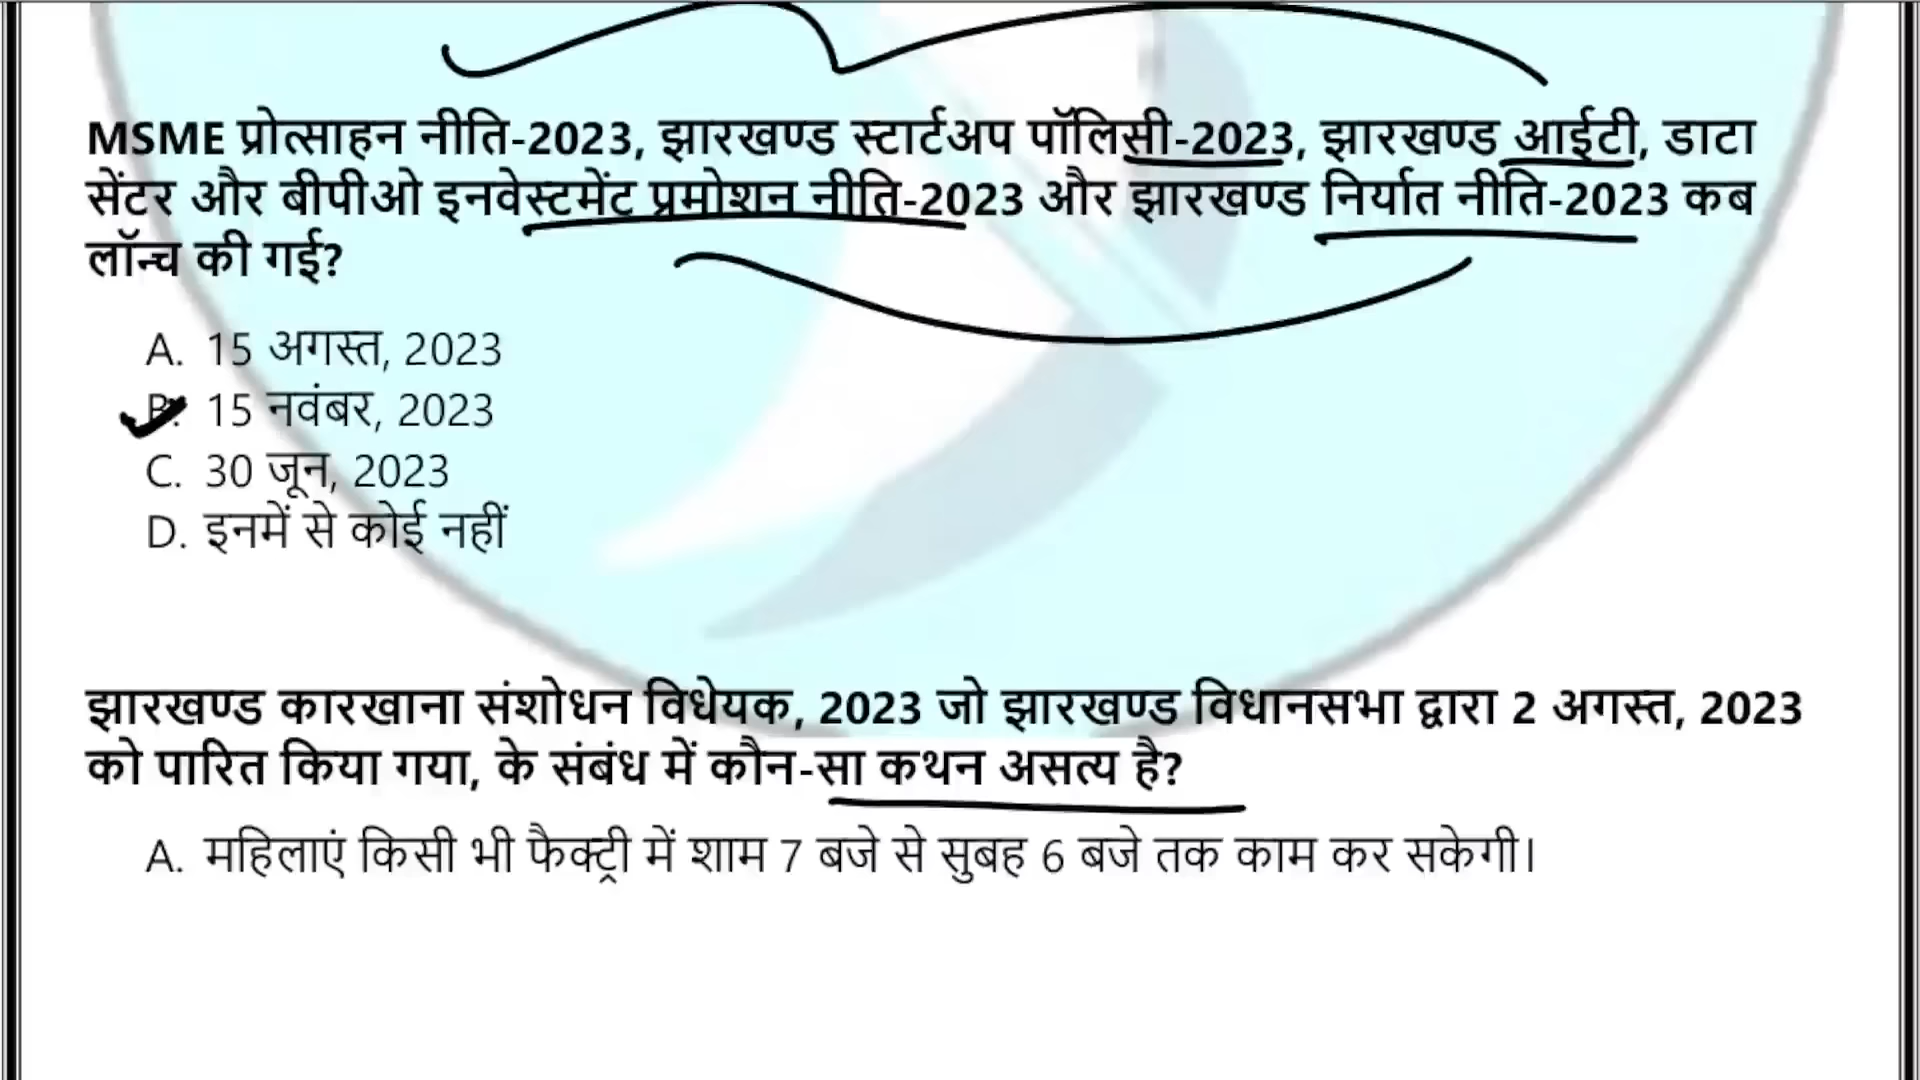 MSME प्रोत्साहन नीति-2023, झारखण्ड स्टार्टअप पॉलिसी-2023, झारखण्ड आईटी, डाटा
सेंटर और बीपीओ इनवेस्टमेंट प्रमोशन नीति-2023 और झारखण्ड निर्यात नीति-2023 कब
लॉन्च की गई?
A. 15 अगस्त, 2023
B. 15 नवंबर, 2023
C. 30 जून, 2023
D. इनमें से कोई नहीं
झारखण्ड कारखाना संशोधन विधेयक, 2023 जो झारखण्ड विधानसभा द्वारा 2 अगस्त, 2023
को पारित किया गया, के संबंध में कौन-सा कथन असत्य है?
A. महिलाएं किसी भी फैक्ट्री में शाम 7 बजे से सुबह 6 बजे तक काम कर सकेगी।